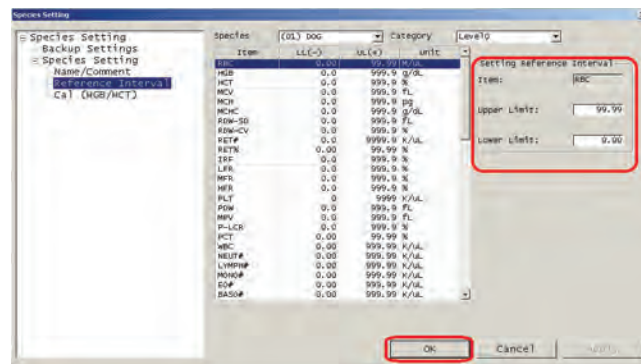 Species Setting
Species Setting
Backup Settings
Species Setting
Name/Comment
Reference Interval
Cal (HGB/HCT)
Species (01) DOG Category Level0
Item LL(-) UL(+) Unit
RBC 0.00 99.99 M/uL
HGB 0.0 999.9 g/dL
HCT 0.0 999.9 %
MCV 0.0 999.9 fL
MCH 0.0 999.9 pg
MCHC 0.0 999.9 g/dL
RDW-SD 0.0 999.9 fL
RDW-CV 0.0 999.9 %
RET# 0.0 9999.9 K/uL
RET% 0.00 99.99 %
IRF 0.0 999.9 %
LFR 0.0 999.9 %
MFR 0.0 999.9 %
HFR 0.0 999.9 %
PLT 0 9999 K/uL
PDW 0.0 999.9 fL
MPV 0.0 999.9 fL
P-LCR 0.0 999.9 %
PCT 0.00 99.99 %
WBC 0.00 999.99 K/uL
NEUT# 0.00 999.99 K/uL
LYMPH# 0.00 999.99 K/uL
MONO# 0.00 999.99 K/uL
EO# 0.00 999.99 K/uL
BASO# 0.00 999.99 K/uL
Setting Reference Interval
Item: RBC
Upper Limit: 99.99
Lower Limit: 0.00
OK Cancel Apply